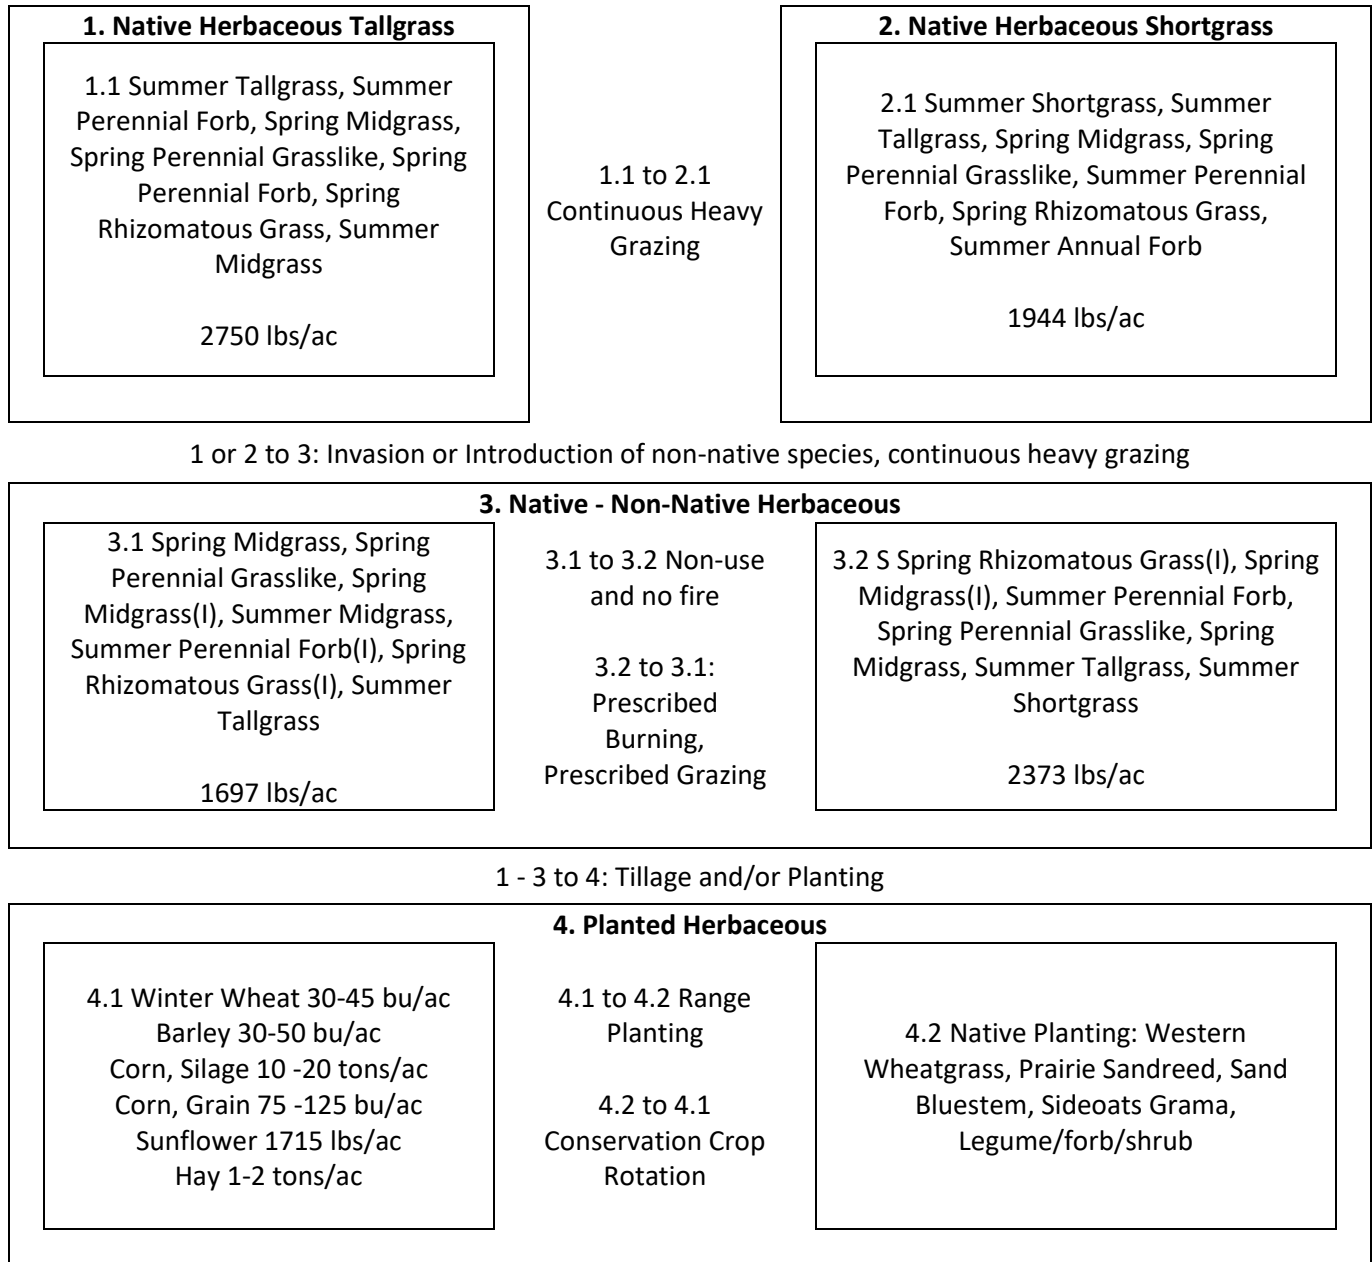 1. Native Herbaceous Tallgrass
1.1 Summer Tallgrass, Summer
Perennial Forb, Spring Midgrass,
Spring Perennial Grasslike, Spring
Perennial Forb, Spring
Rhizomatous Grass, Summer
Midgrass
2750 lbs/ac
1.1 to 2.1
Continuous Heavy
Grazing
2. Native Herbaceous Shortgrass
2.1 Summer Shortgrass, Summer
Tallgrass, Spring Midgrass, Spring
Perennial Grasslike, Summer Perennial
Forb, Spring Rhizomatous Grass,
Summer Annual Forb
1944 lbs/ac
1 or 2 to 3: Invasion or Introduction of non-native species, continuous heavy grazing
3. Native - Non-Native Herbaceous
3.1 Spring Midgrass, Spring
Perennial Grasslike, Spring
Midgrass(I), Summer Midgrass,
Summer Perennial Forb(I), Spring
Rhizomatous Grass(I), Summer
Tallgrass
1697 lbs/ac
3.1 to 3.2 Non-use
and no fire
3.2 to 3.1:
Prescribed
Burning,
Prescribed Grazing
3.2 S Spring Rhizomatous Grass(I), Spring
Midgrass(I), Summer Perennial Forb,
Spring Perennial Grasslike, Spring
Midgrass, Summer Tallgrass, Summer
Shortgrass
2373 lbs/ac
1 - 3 to 4: Tillage and/or Planting
4. Planted Herbaceous
4.1 Winter Wheat 30-45 bu/ac
Barley 30-50 bu/ac
Corn, Silage 10 -20 tons/ac
Corn, Grain 75 -125 bu/ac
Sunflower 1715 lbs/ac
Hay 1-2 tons/ac
4.1 to 4.2 Range
Planting
4.2 to 4.1
Conservation Crop
Rotation
4.2 Native Planting: Western
Wheatgrass, Prairie Sandreed, Sand
Bluestem, Sideoats Grama,
Legume/forb/shrub